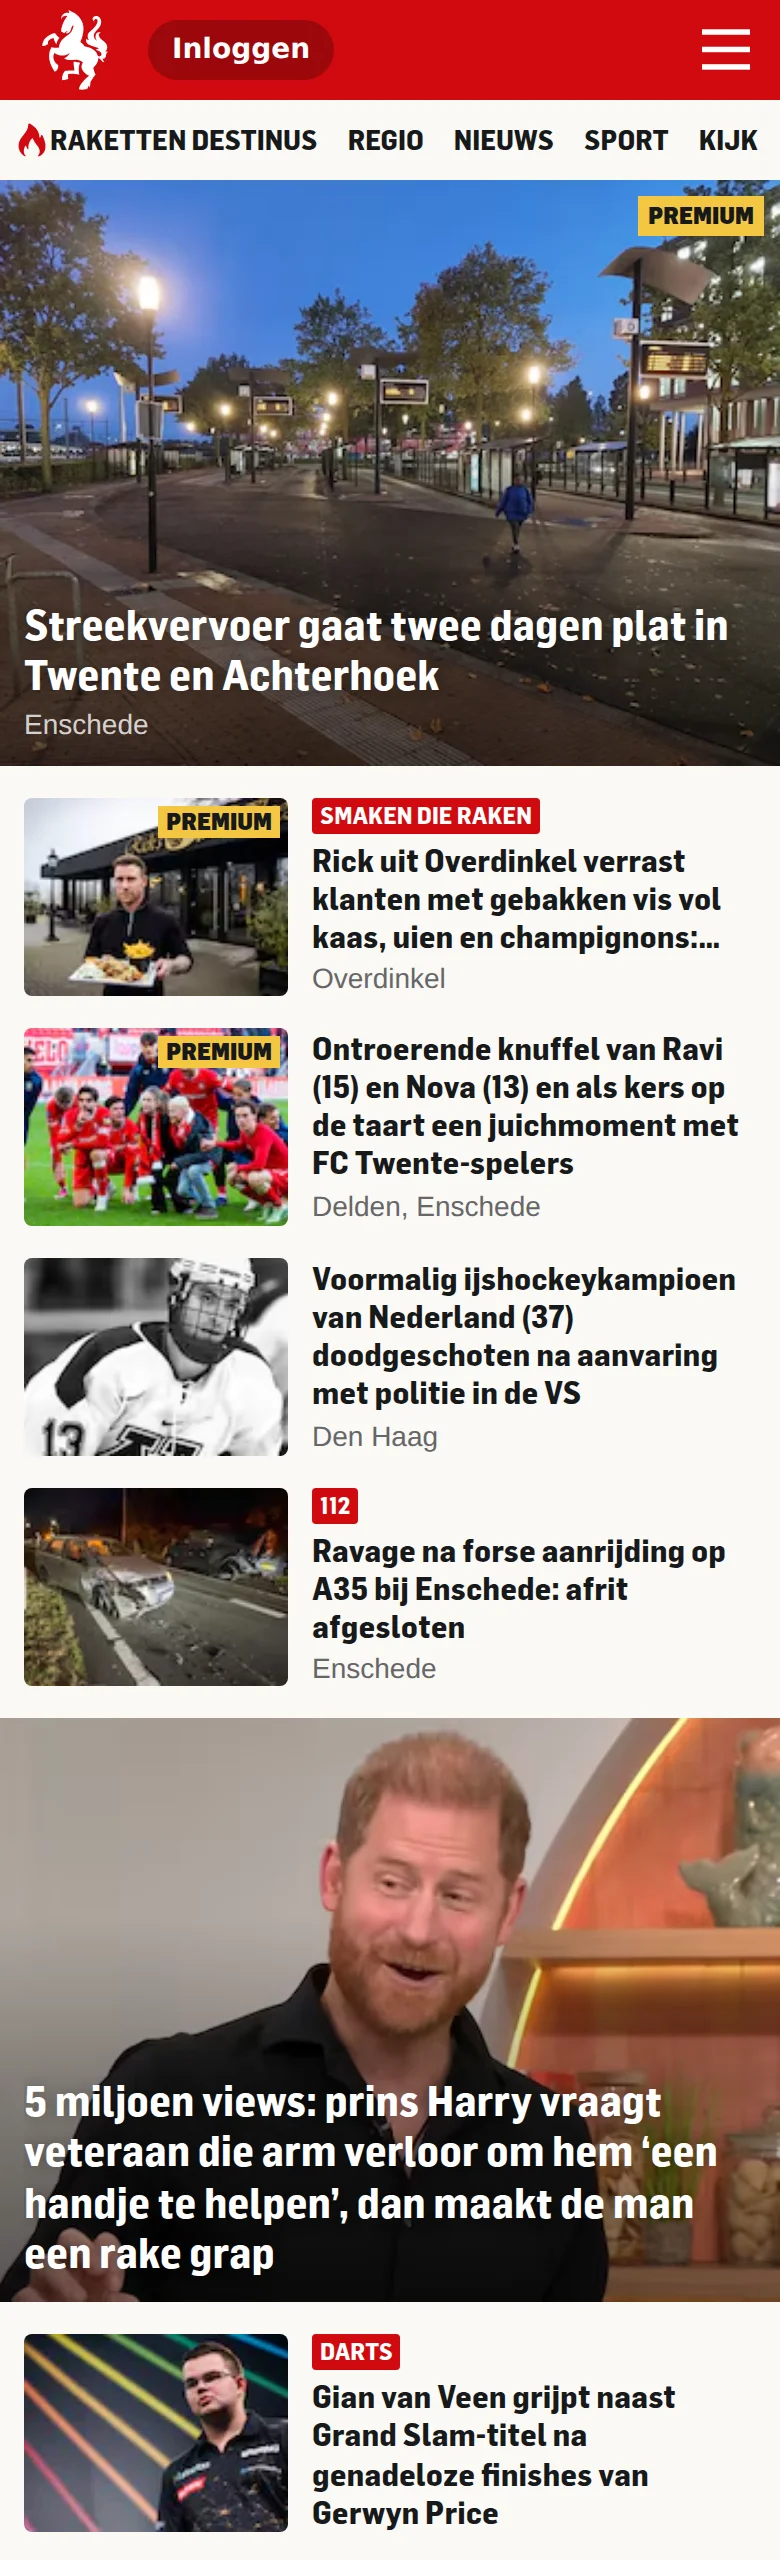 Inloggen
RAKETTEN DESTINUS REGIO NIEUWS SPORT KIJK
PREMIUM
Streekvervoer gaat twee dagen plat in
Twente en Achterhoek
Enschede
PREMIUM
SMAKEN DIE RAKEN
Rick uit Overdinkel verrast
klanten met gebakken vis vol
kaas, uien en champignons:...
Overdinkel
PREMIUM
Ontroerende knuffel van Ravi
(15) en Nova (13) en als kers op
de taart een juichmoment met
FC Twente-spelers
Delden, Enschede
13
Voormalig ijshockeykampioen
van Nederland (37)
doodgeschoten na aanvaring
met politie in de VS
Den Haag
112
Ravage na forse aanrijding op
A35 bij Enschede: afrit
afgesloten
Enschede
5 miljoen views: prins Harry vraagt
veteraan die arm verloor om hem ‘een
handje te helpen’, dan maakt de man
een rake grap
DARTS
Gian van Veen grijpt naast
Grand Slam-titel na
genadeloze finishes van
Gerwyn Price